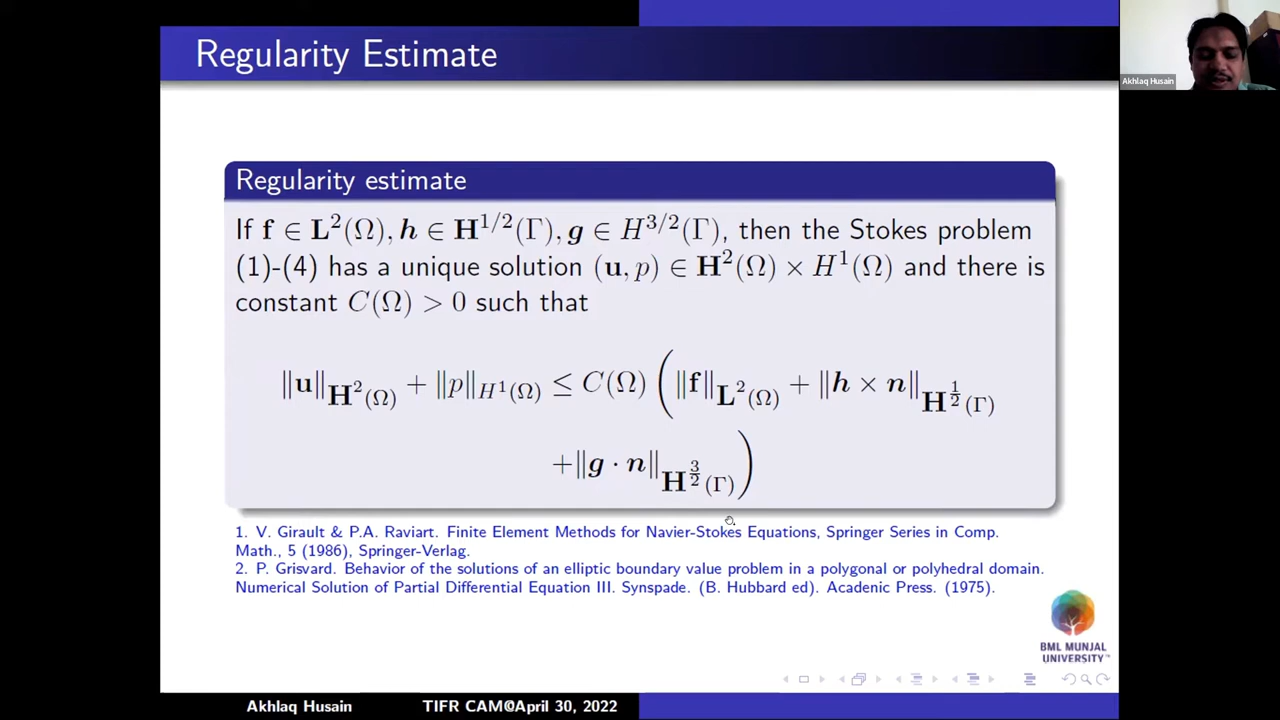 Regularity Estimate
Akhlaq Husain
Regularity estimate
If f ∈ L²(Ω), h ∈ H^{1/2}(Γ), g ∈ H^{3/2}(Γ), then the Stokes problem
(1)-(4) has a unique solution (u, p) ∈ H²(Ω) × H¹(Ω) and there is
constant C(Ω) > 0 such that
‖u‖_{H²(Ω)} + ‖p‖_{H¹(Ω)} ≤ C(Ω) ( ‖f‖_{L²(Ω)} + ‖h × n‖_{H^{1/2}(Γ)}
+‖g · n‖_{H^{3/2}(Γ)} )
1. V. Girault & P.A. Raviart. Finite Element Methods for Navier-Stokes Equations, Springer Series in Comp.
Math., 5 (1986), Springer-Verlag.
2. P. Grisvard. Behavior of the solutions of an elliptic boundary value problem in a polygonal or polyhedral domain.
Numerical Solution of Partial Differential Equation III. Synspade. (B. Hubbard ed). Acadenic Press. (1975).
BML MUNJAL
UNIVERSITY™
Akhlaq Husain TIFR CAM@April 30, 2022